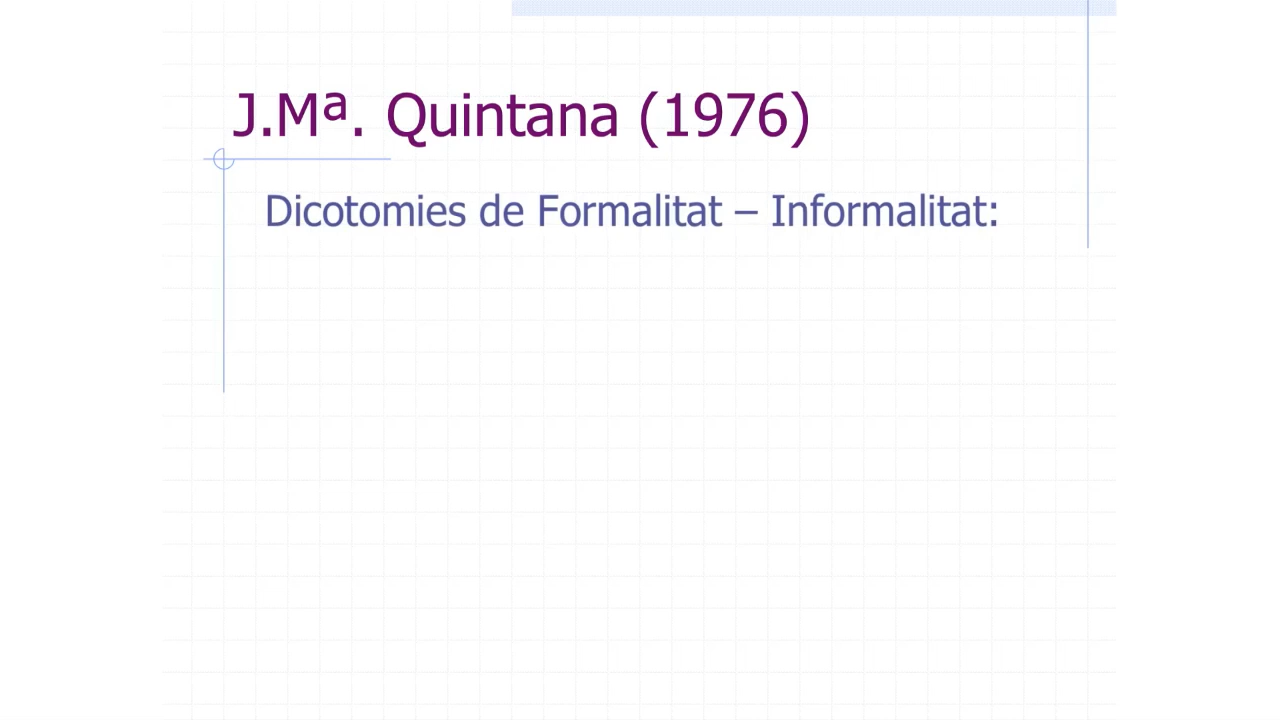 J.Mª. Quintana (1976)
Dicotomies de Formalitat – Informalitat: